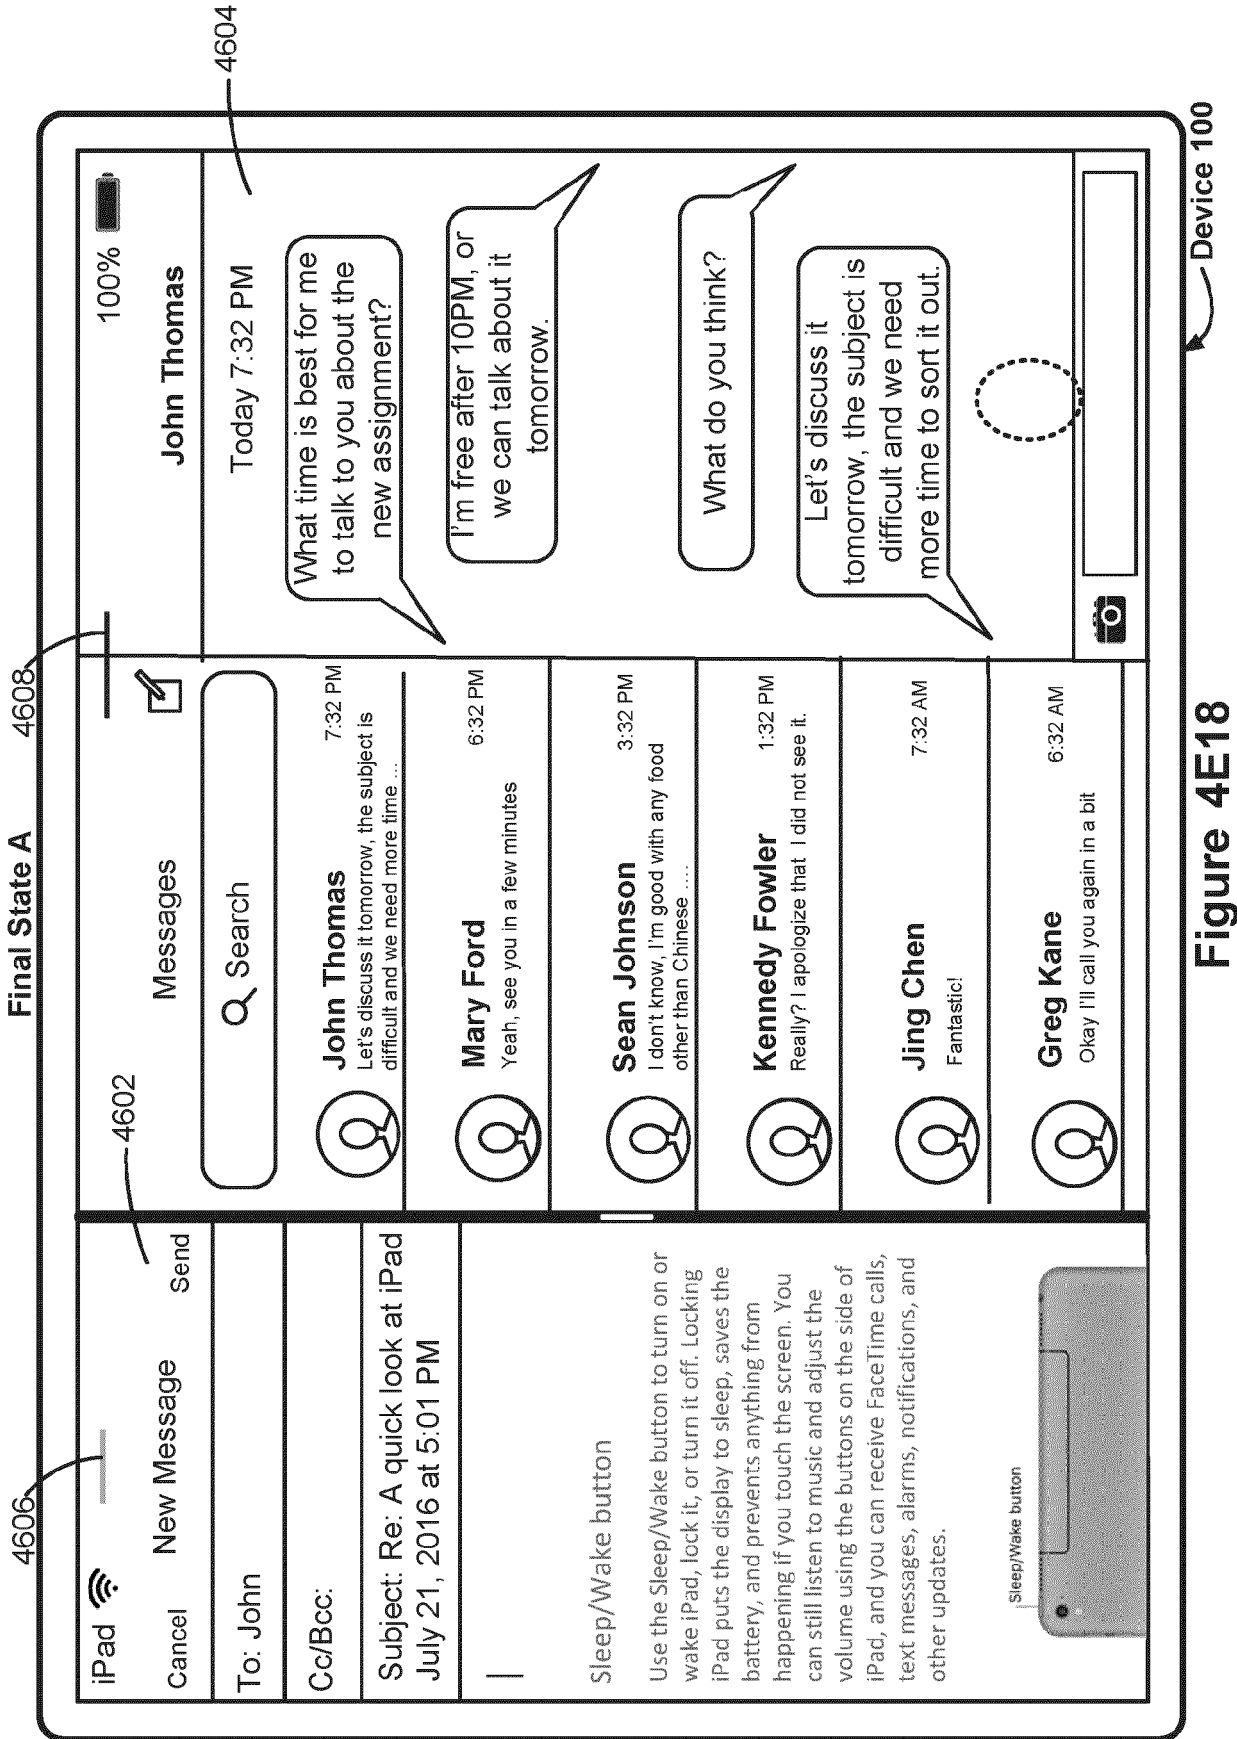 Final State A
4606
4602
4608
4604
iPad
100%
Cancel
New Message
Send
To: John
Cc/Bcc:
Subject: Re: A quick look at iPad
July 21, 2016 at 5:01 PM
Sleep/Wake button
Use the Sleep/Wake button to turn on or
wake iPad, lock it, or turn it off. Locking
iPad puts the display to sleep, saves the
battery, and prevents anything from
happening if you touch the screen. You
can still listen to music and adjust the
volume using the buttons on the side of
iPad, and you can receive FaceTime calls,
text messages, alarms, notifications, and
other updates.
Sleep/Wake button
Messages
Search
John Thomas
7:32 PM
Let's discuss it tomorrow, the subject is
difficult and we need more time ...
Mary Ford
6:32 PM
Yeah, see you in a few minutes
Sean Johnson
3:32 PM
I don't know, I'm good with any food
other than Chinese ....
Kennedy Fowler
1:32 PM
Really? I apologize that I did not see it.
Jing Chen
7:32 AM
Fantastic!
Greg Kane
6:32 AM
Okay I'll call you again in a bit
John Thomas
Today 7:32 PM
What time is best for me
to talk to you about the
new assignment?
I'm free after 10PM, or
we can talk about it
tomorrow.
What do you think?
Let's discuss it
tomorrow, the subject is
difficult and we need
more time to sort it out.
Device 100
Figure 4E18